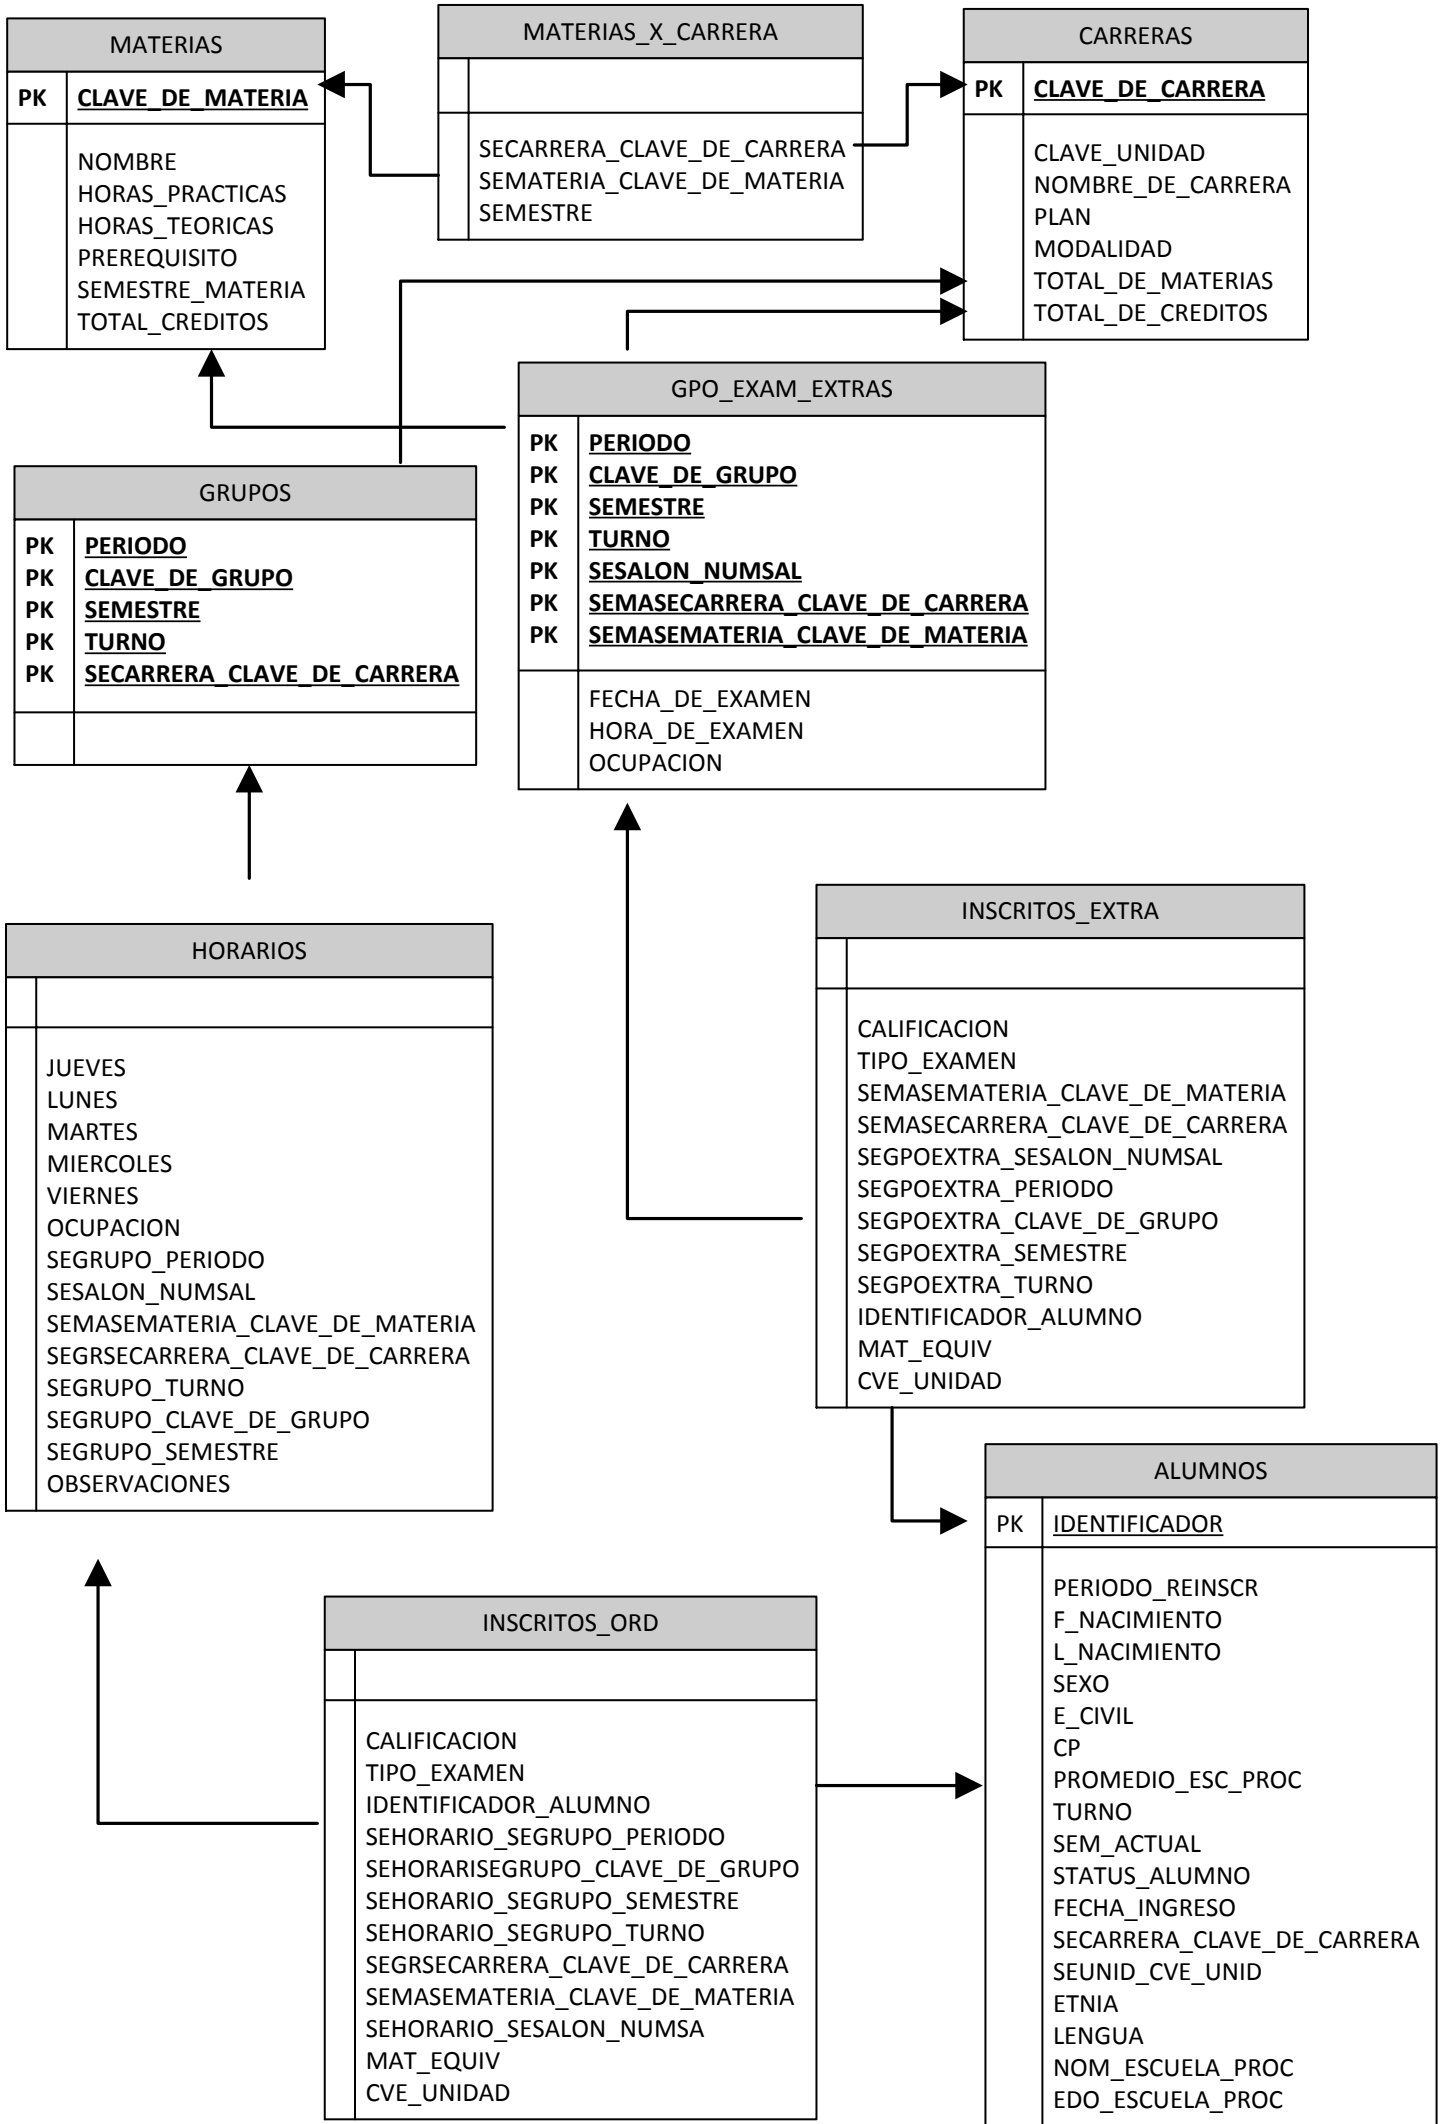 MATERIAS
PK CLAVE_DE_MATERIA
NOMBRE
HORAS_PRACTICAS
HORAS_TEORICAS
PREREQUISITO
SEMESTRE_MATERIA
TOTAL_CREDITOS
MATERIAS_X_CARRERA
SECARRERA_CLAVE_DE_CARRERA
SEMATERIA_CLAVE_DE_MATERIA
SEMESTRE
CARRERAS
PK CLAVE_DE_CARRERA
CLAVE_UNIDAD
NOMBRE_DE_CARRERA
PLAN
MODALIDAD
TOTAL_DE_MATERIAS
TOTAL_DE_CREDITOS
GPO_EXAM_EXTRAS
PK PERIODO
PK CLAVE_DE_GRUPO
PK SEMESTRE
PK TURNO
PK SESALON_NUMSAL
PK SEMASECARRERA_CLAVE_DE_CARRERA
PK SEMASEMATERIA_CLAVE_DE_MATERIA
FECHA_DE_EXAMEN
HORA_DE_EXAMEN
OCUPACION
GRUPOS
PK PERIODO
PK CLAVE_DE_GRUPO
PK SEMESTRE
PK TURNO
PK SECARRERA_CLAVE_DE_CARRERA
HORARIOS
JUEVES
LUNES
MARTES
MIERCOLES
VIERNES
OCUPACION
SEGRUPO_PERIODO
SESALON_NUMSAL
SEMASEMATERIA_CLAVE_DE_MATERIA
SEGRSECARRERA_CLAVE_DE_CARRERA
SEGRUPO_TURNO
SEGRUPO_CLAVE_DE_GRUPO
SEGRUPO_SEMESTRE
OBSERVACIONES
INSCRITOS_EXTRA
CALIFICACION
TIPO_EXAMEN
SEMASEMATERIA_CLAVE_DE_MATERIA
SEMASECARRERA_CLAVE_DE_CARRERA
SEGPOEXTRA_SESALON_NUMSAL
SEGPOEXTRA_PERIODO
SEGPOEXTRA_CLAVE_DE_GRUPO
SEGPOEXTRA_SEMESTRE
SEGPOEXTRA_TURNO
IDENTIFICADOR_ALUMNO
MAT_EQUIV
CVE_UNIDAD
INSCRITOS_ORD
CALIFICACION
TIPO_EXAMEN
IDENTIFICADOR_ALUMNO
SEHORARIO_SEGRUPO_PERIODO
SEHORARISEGRUPO_CLAVE_DE_GRUPO
SEHORARIO_SEGRUPO_SEMESTRE
SEHORARIO_SEGRUPO_TURNO
SEGRSECARRERA_CLAVE_DE_CARRERA
SEMASEMATERIA_CLAVE_DE_MATERIA
SEHORARIO_SESALON_NUMSA
MAT_EQUIV
CVE_UNIDAD
ALUMNOS
PK IDENTIFICADOR
PERIODO_REINSCR
F_NACIMIENTO
L_NACIMIENTO
SEXO
E_CIVIL
CP
PROMEDIO_ESC_PROC
TURNO
SEM_ACTUAL
STATUS_ALUMNO
FECHA_INGRESO
SECARRERA_CLAVE_DE_CARRERA
SEUNID_CVE_UNID
ETNIA
LENGUA
NOM_ESCUELA_PROC
EDO_ESCUELA_PROC